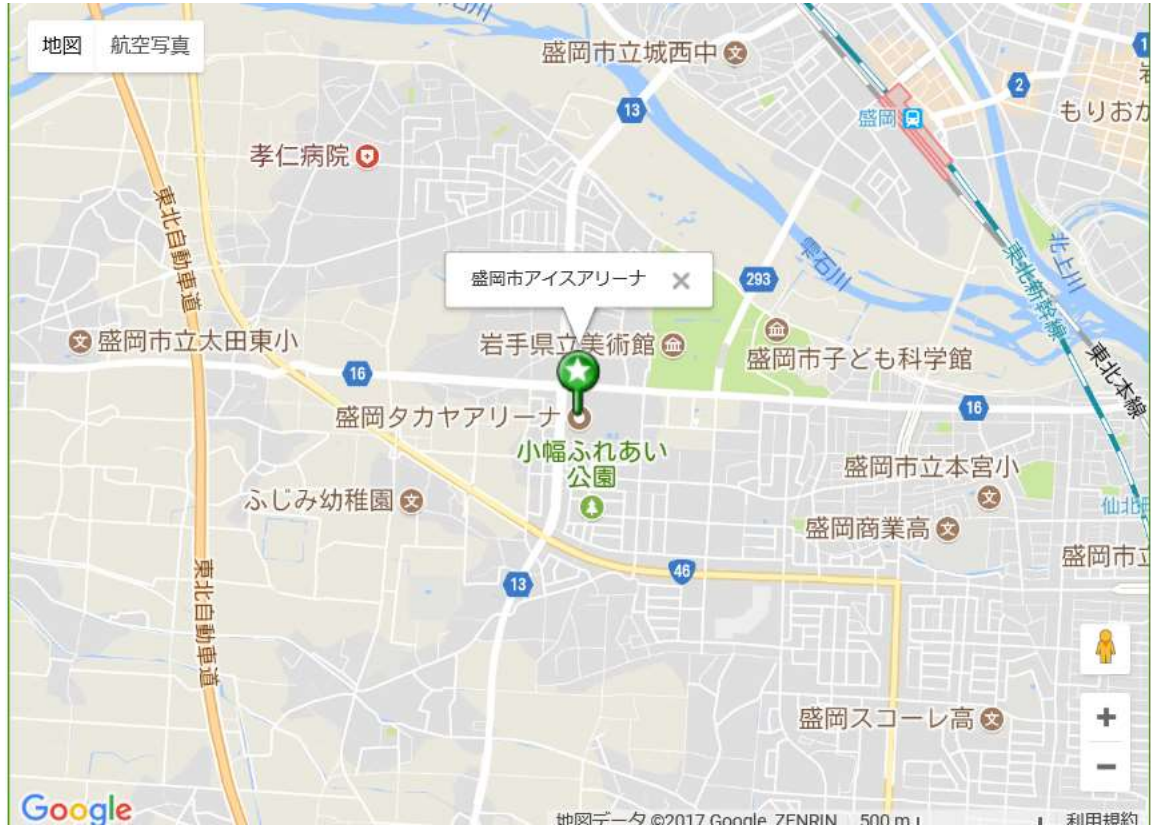 地図
航空写真
盛岡市立城西中
13
2
盛岡
もりおか
孝仁病院
東北自動車道
雫石川
北上川
東北新幹線
盛岡市アイスアリーナ
293
盛岡市立太田東小
岩手県立美術館
盛岡市子ども科学館
東北本線
16
16
盛岡タカヤアリーナ
小幅ふれあい
公園
盛岡市立本宮小
ふじみ幼稚園
盛岡商業高
仙北
盛岡市立
46
13
東北自動車道
盛岡スコーレ高
Google
地図データ ©2017 Google, ZENRIN
500 m
利用規約